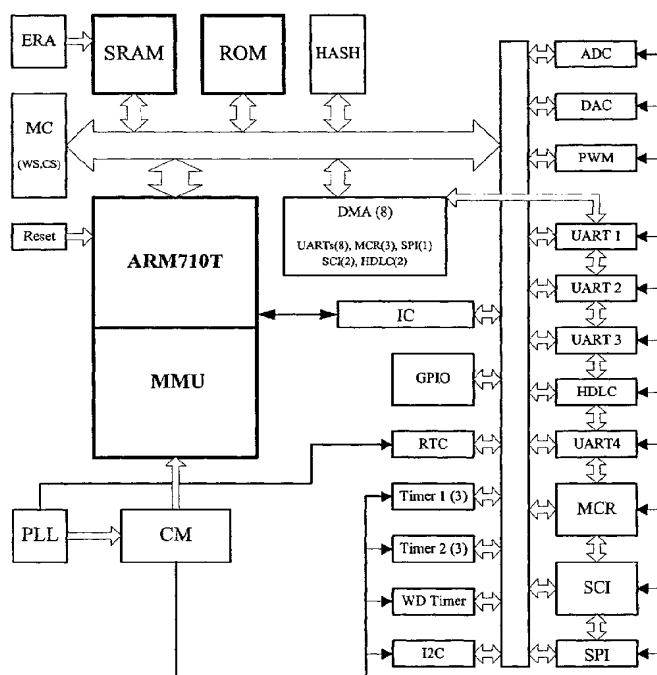 ERA
SRAM
ROM
HASH
ADC
MC
(WS,CS)
DAC
PWM
Reset
ARM710T
MMU
DMA (8)
UARTs(8), MCR(3), SPI(1)
SCI(2), HDLC(2)
UART 1
UART 2
IC
UART 3
GPIO
HDLC
RTC
UART4
PLL
CM
Timer 1 (3)
MCR
Timer 2 (3)
WD Timer
SCI
I2C
SPI